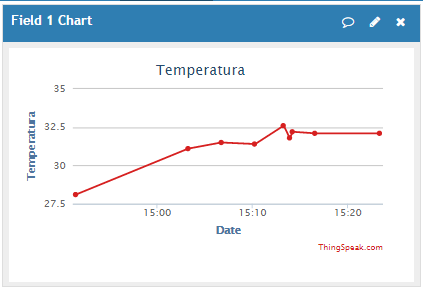 Field 1 Chart
Temperatura
35
32.5
30
27.5
Temperatura
15:00 15:10 15:20
Date
ThingSpeak.com